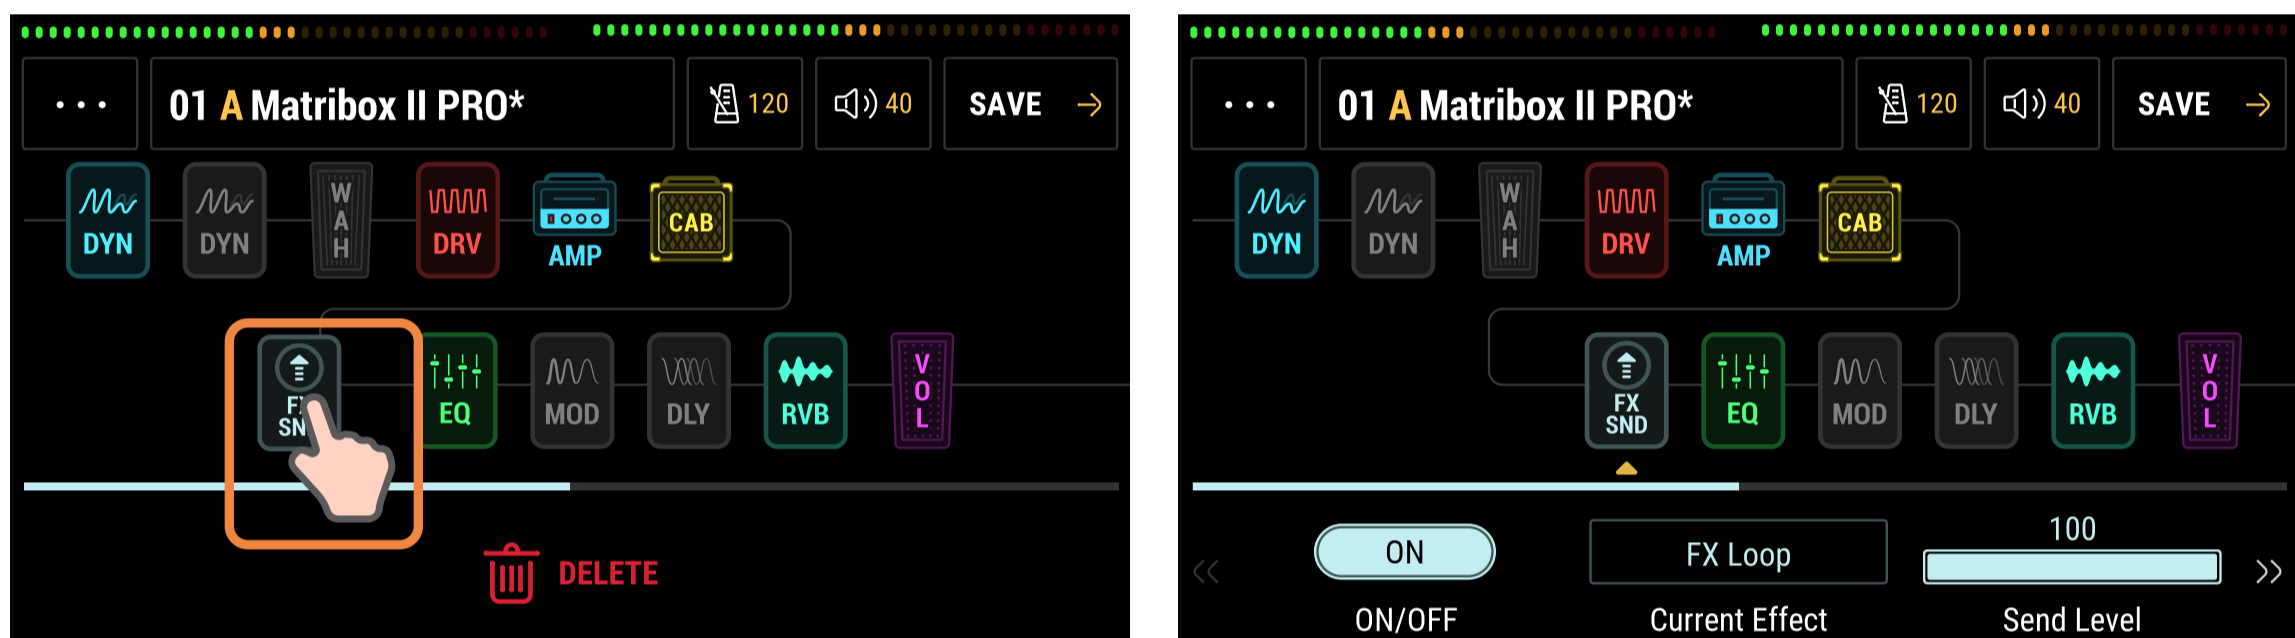 01 A Matribox II PRO*
120
40
SAVE
DYN
DYN
WAH
DRV
AMP
CAB
FX
SND
EQ
MOD
DLY
RVB
VOL
DELETE
01 A Matribox II PRO*
120
40
SAVE
DYN
DYN
WAH
DRV
AMP
CAB
FX
SND
EQ
MOD
DLY
RVB
VOL
ON
FX Loop
100
ON/OFF
Current Effect
Send Level